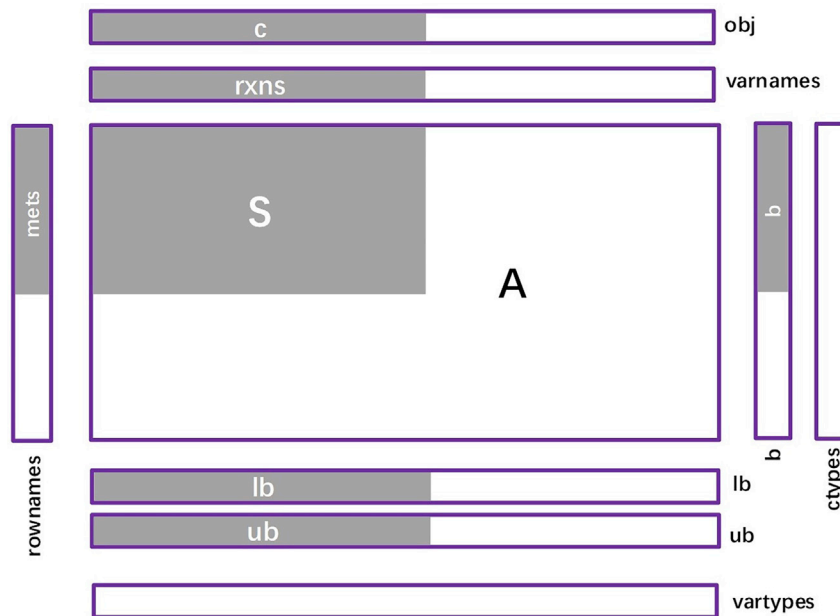 c
obj
rxns
varnames
mets
S
A
b
rownames
b
ctypes
lb
lb
ub
ub
vartypes